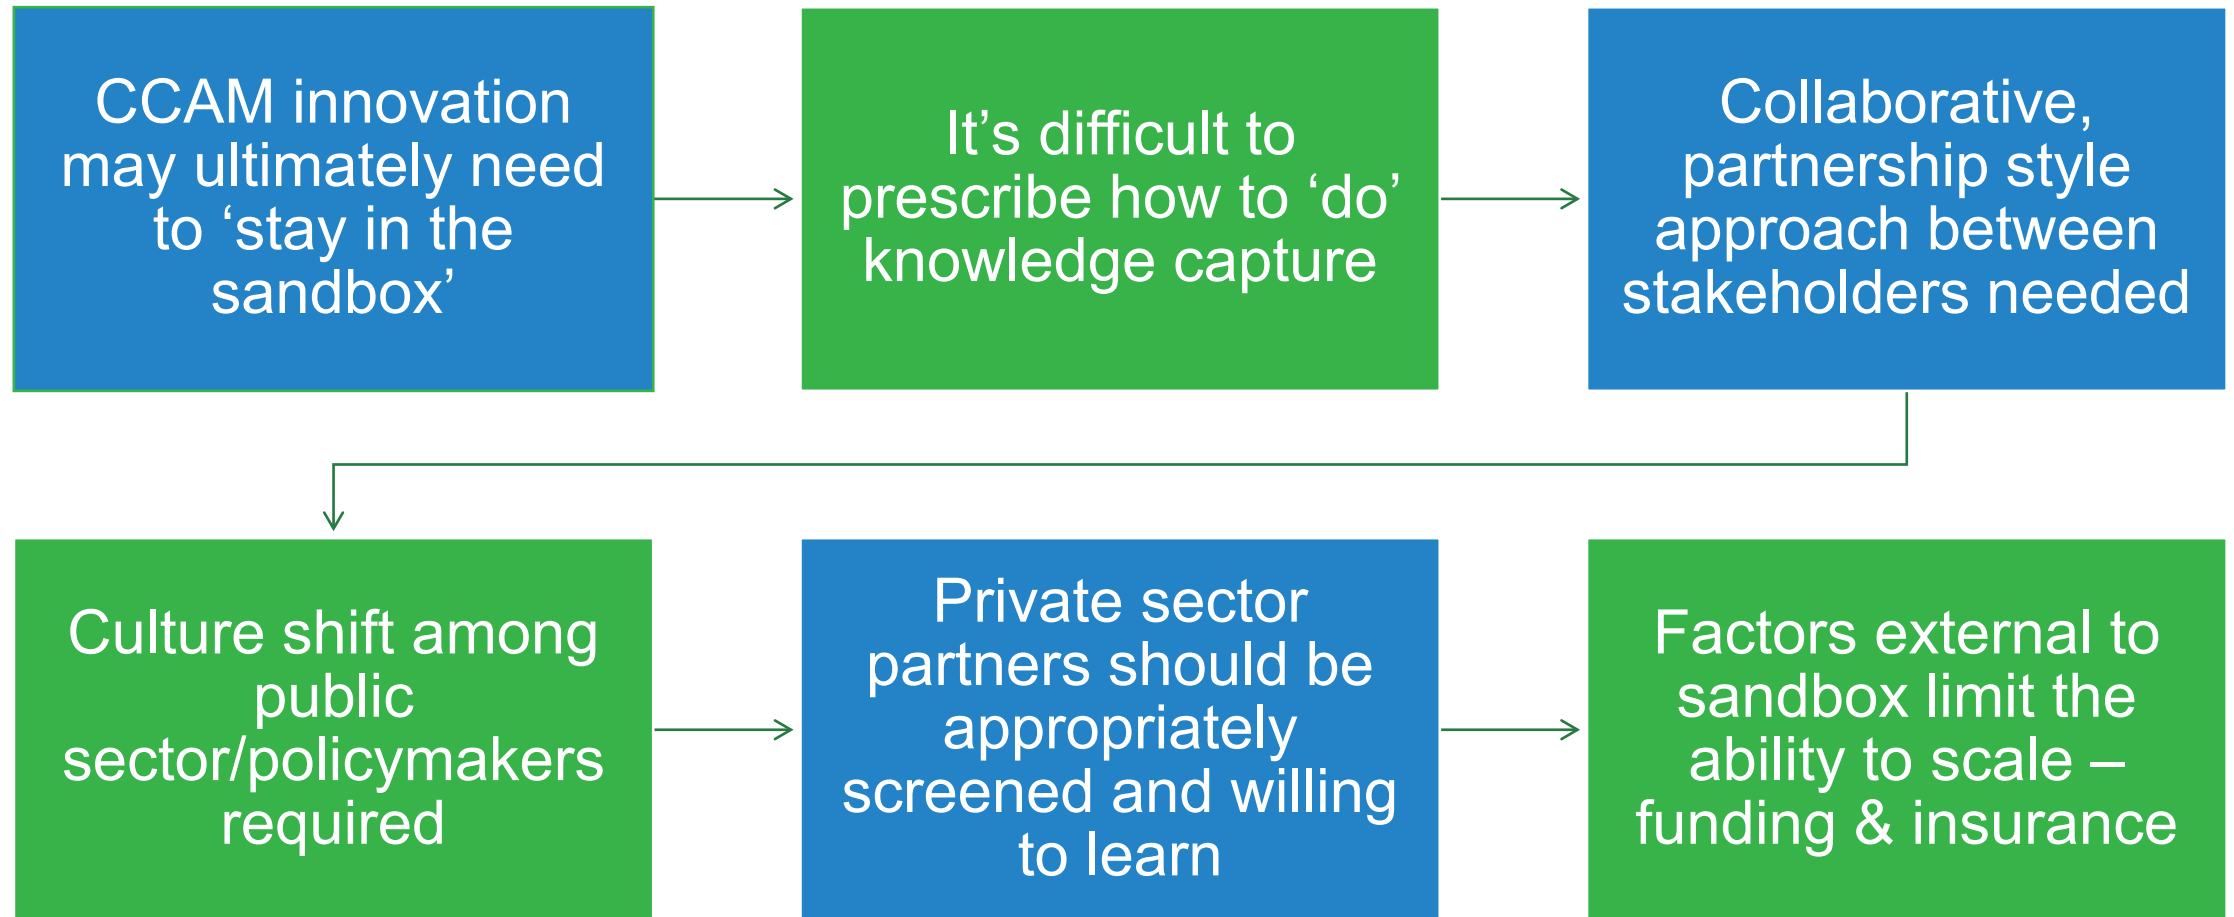 CCAM innovation
may ultimately need
to ‘stay in the
sandbox’
It’s difficult to
prescribe how to ‘do’
knowledge capture
Collaborative,
partnership style
approach between
stakeholders needed
Culture shift among
public
sector/policymakers
required
Private sector
partners should be
appropriately
screened and willing
to learn
Factors external to
sandbox limit the
ability to scale –
funding & insurance